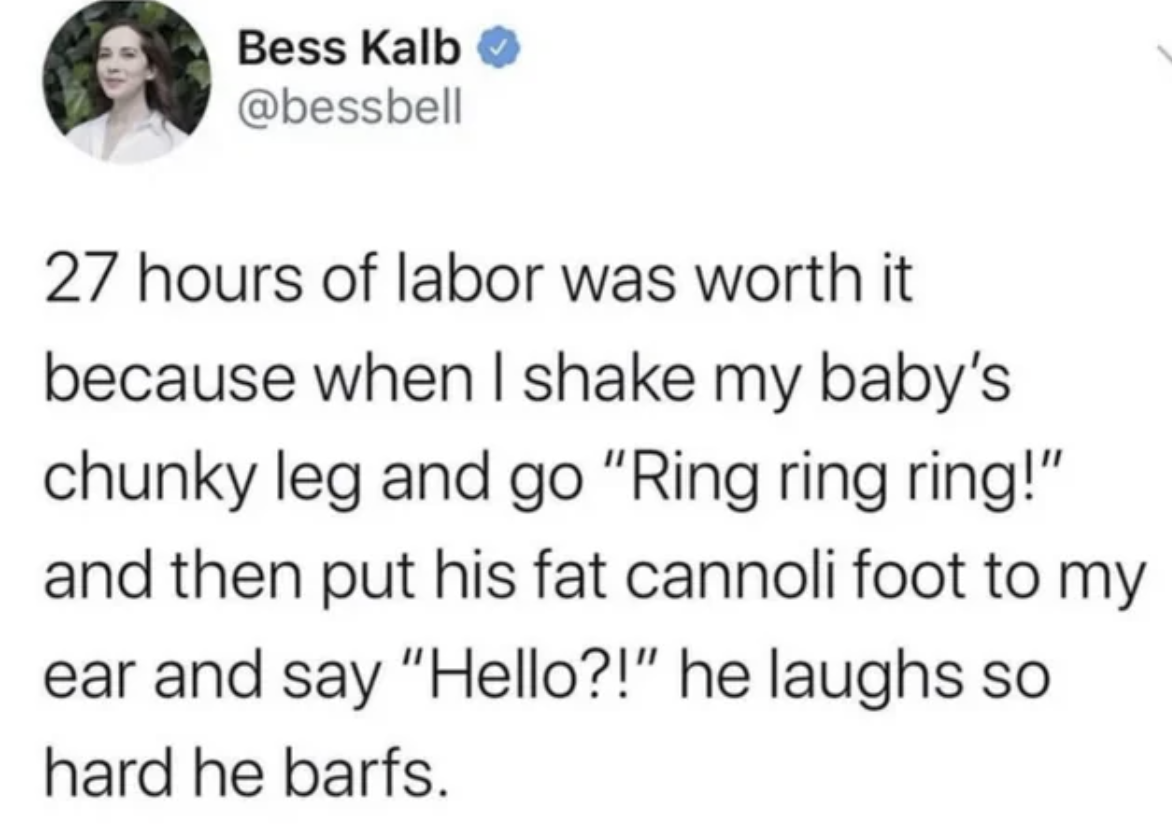 Bess Kalb
@bessbell
27 hours of labor was worth it
because when I shake my baby’s
chunky leg and go “Ring ring ring!”
and then put his fat cannoli foot to my
ear and say “Hello?!” he laughs so
hard he barfs.